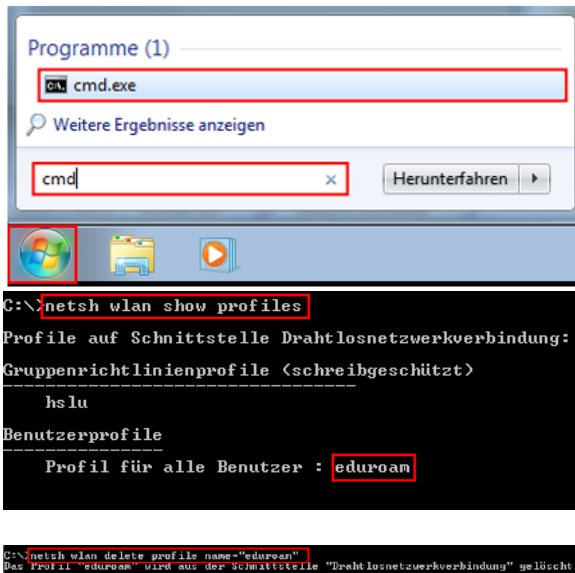 Programme (1)
cmd.exe
Weitere Ergebnisse anzeigen
cmd
Herunterfahren
C:\>netsh wlan show profiles
Profile auf Schnittstelle Drahtlosnetzwerkverbindung:
Gruppenrichtlinienprofile (schreibgeschützt)
hslu
Benutzerprofile
Profil für alle Benutzer : eduroam
C:\>netsh wlan delete profile name="eduroam"
Das Profil "eduroam" wird aus der Schnittstelle "Drahtlosnetzwerkverbindung" gelöscht